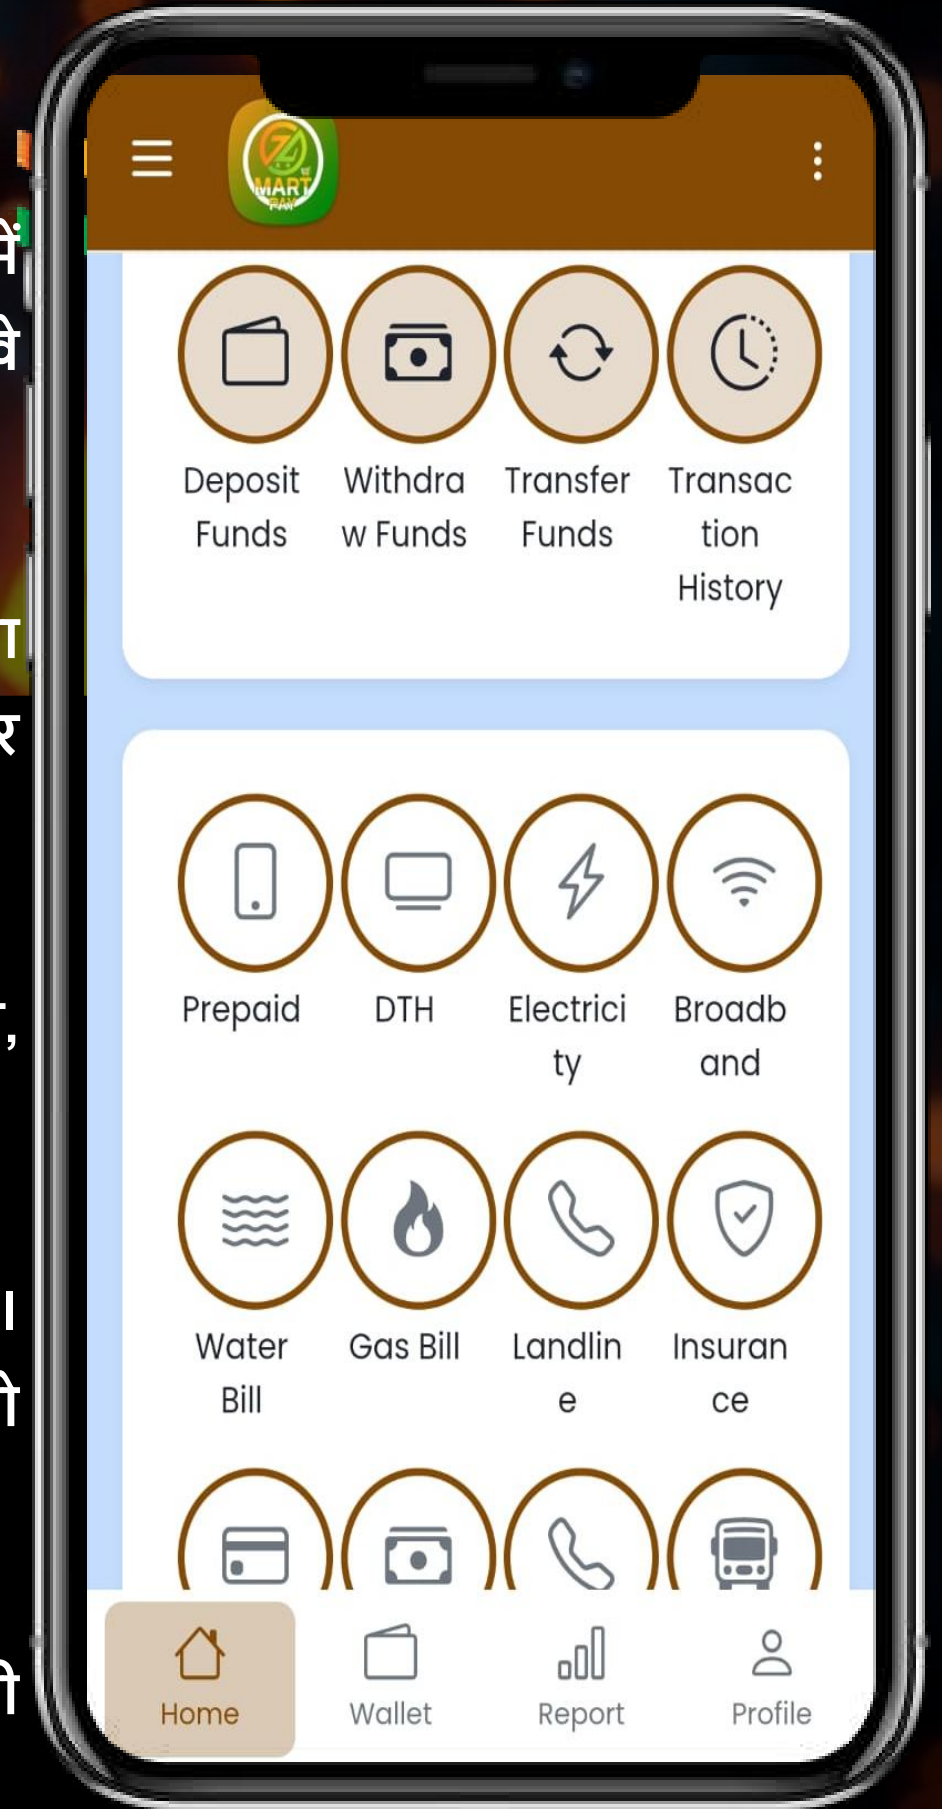 MART
PAY
Deposit Funds
Withdra
w Funds
Transfer Funds
Transac
tion
History
Prepaid
DTH
Electrici
ty
Broadb
and
Water
Bill
Gas Bill
Landlin
e
Insuran
ce
Home
Wallet
Report
Profile
में
वे
र